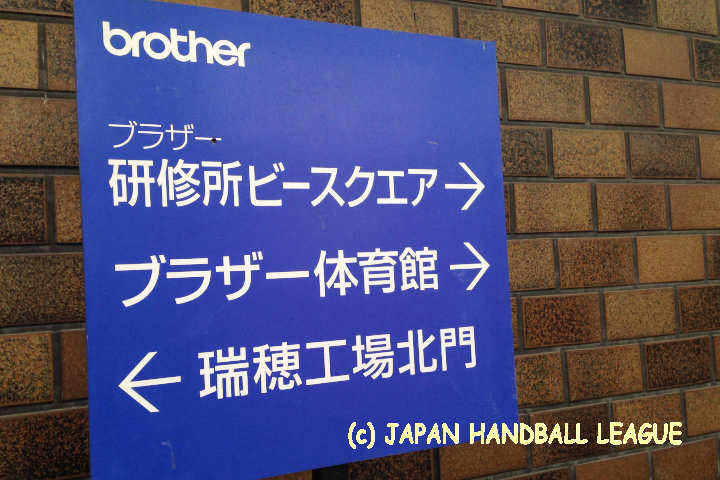 brother
ブラザー
研修所ビースクエア→
ブラザー体育館→
←瑞穂工場北門
(c) JAPAN HANDBALL LEAGUE